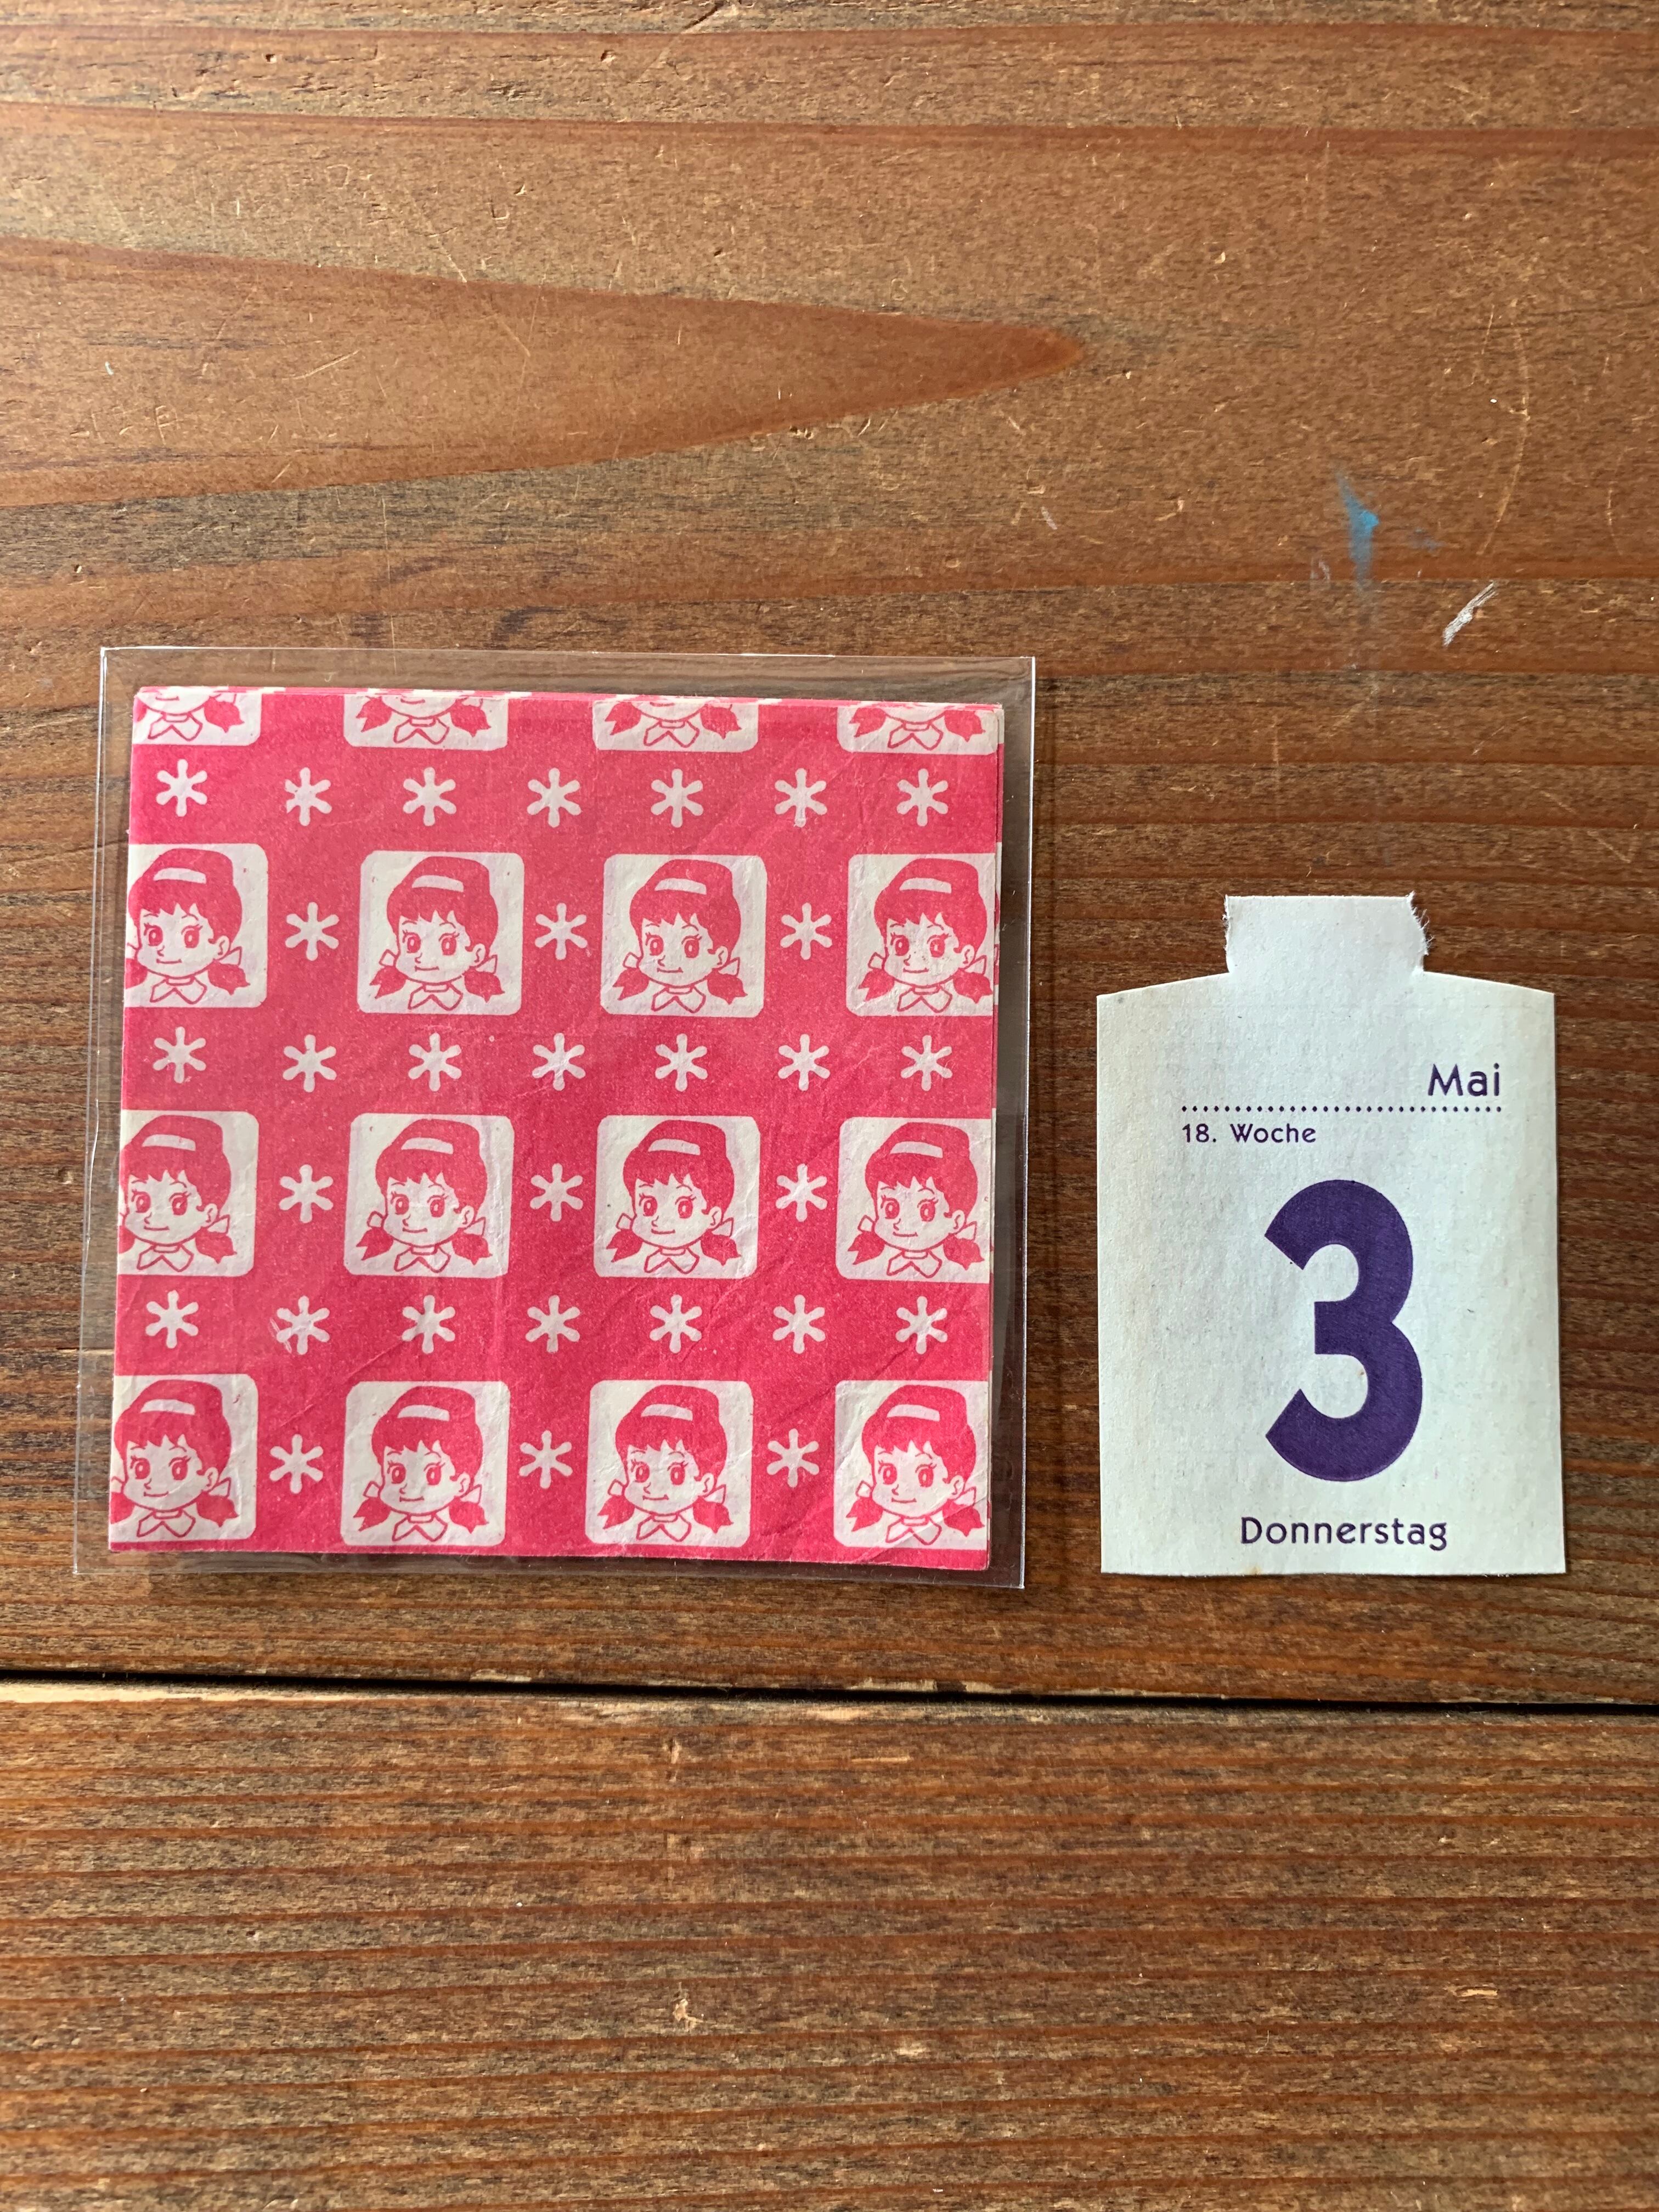 Mai
18. Woche
3
Donnerstag